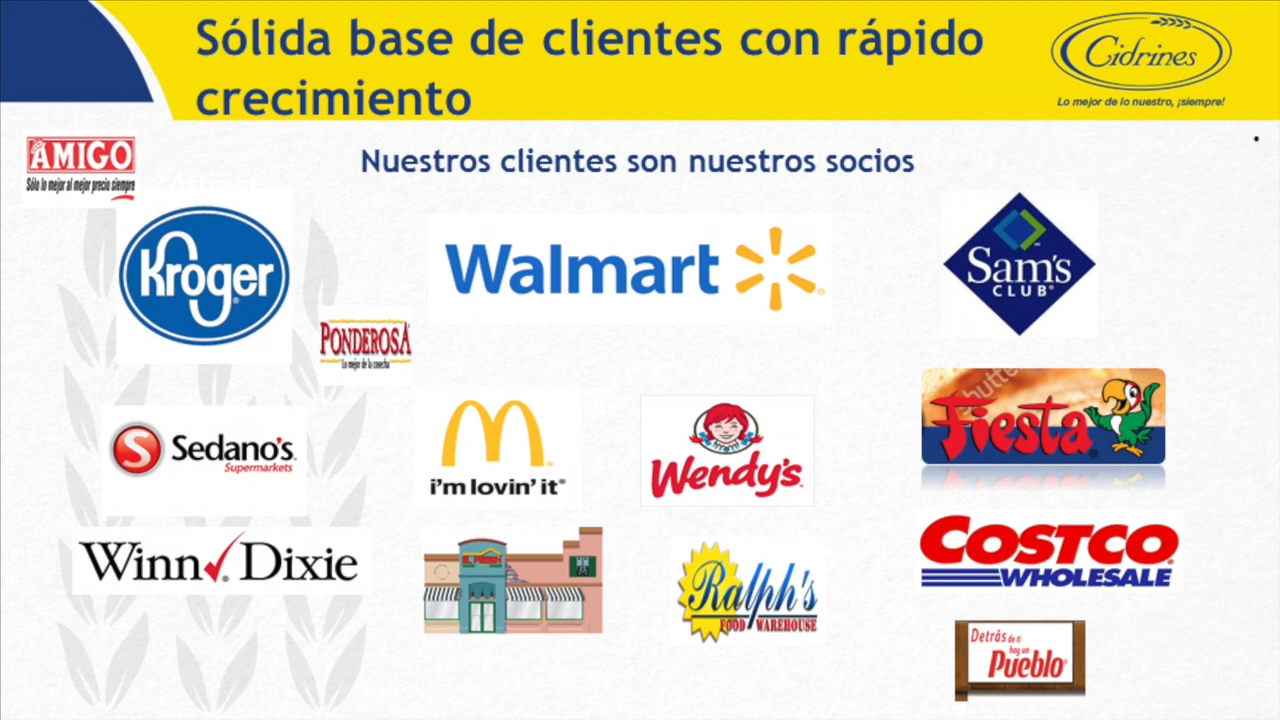 Sólida base de clientes con rápido
crecimiento
Cidrines
Lo mejor de lo nuestro, ¡siempre!
Nuestros clientes son nuestros socios
AMIGO
Sólo lo mejor al mejor precio siempre
Kroger
Walmart
Sam's
CLUB
PONDEROSA
Lo mejor de la cosecha
Fiesta
Sedano's
Supermarkets
i'm lovin' it
Wendy's
COSTCO
WHOLESALE
Winn Dixie
Ralph's
FOOD WAREHOUSE
Detrás de ti
hay un
Pueblo